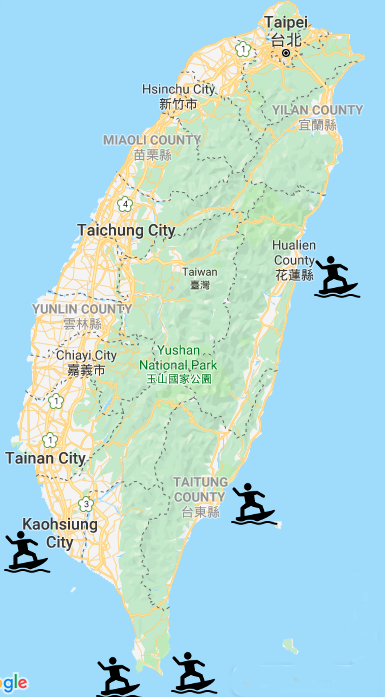 Taipei
台北
1
Hsinchu City
新竹市
YILAN COUNTY
宜蘭縣
MIAOLI COUNTY
苗栗縣
4
Taichung City
Hualien
County
花蓮縣
Taiwan
臺灣
YUNLIN COUNTY
雲林縣
Yushan
National Park
玉山國家公園
Chiayi City
嘉義市
1
1
Tainan City
TAITUNG
COUNTY
台東縣
3
Kaohsiung
City
gle